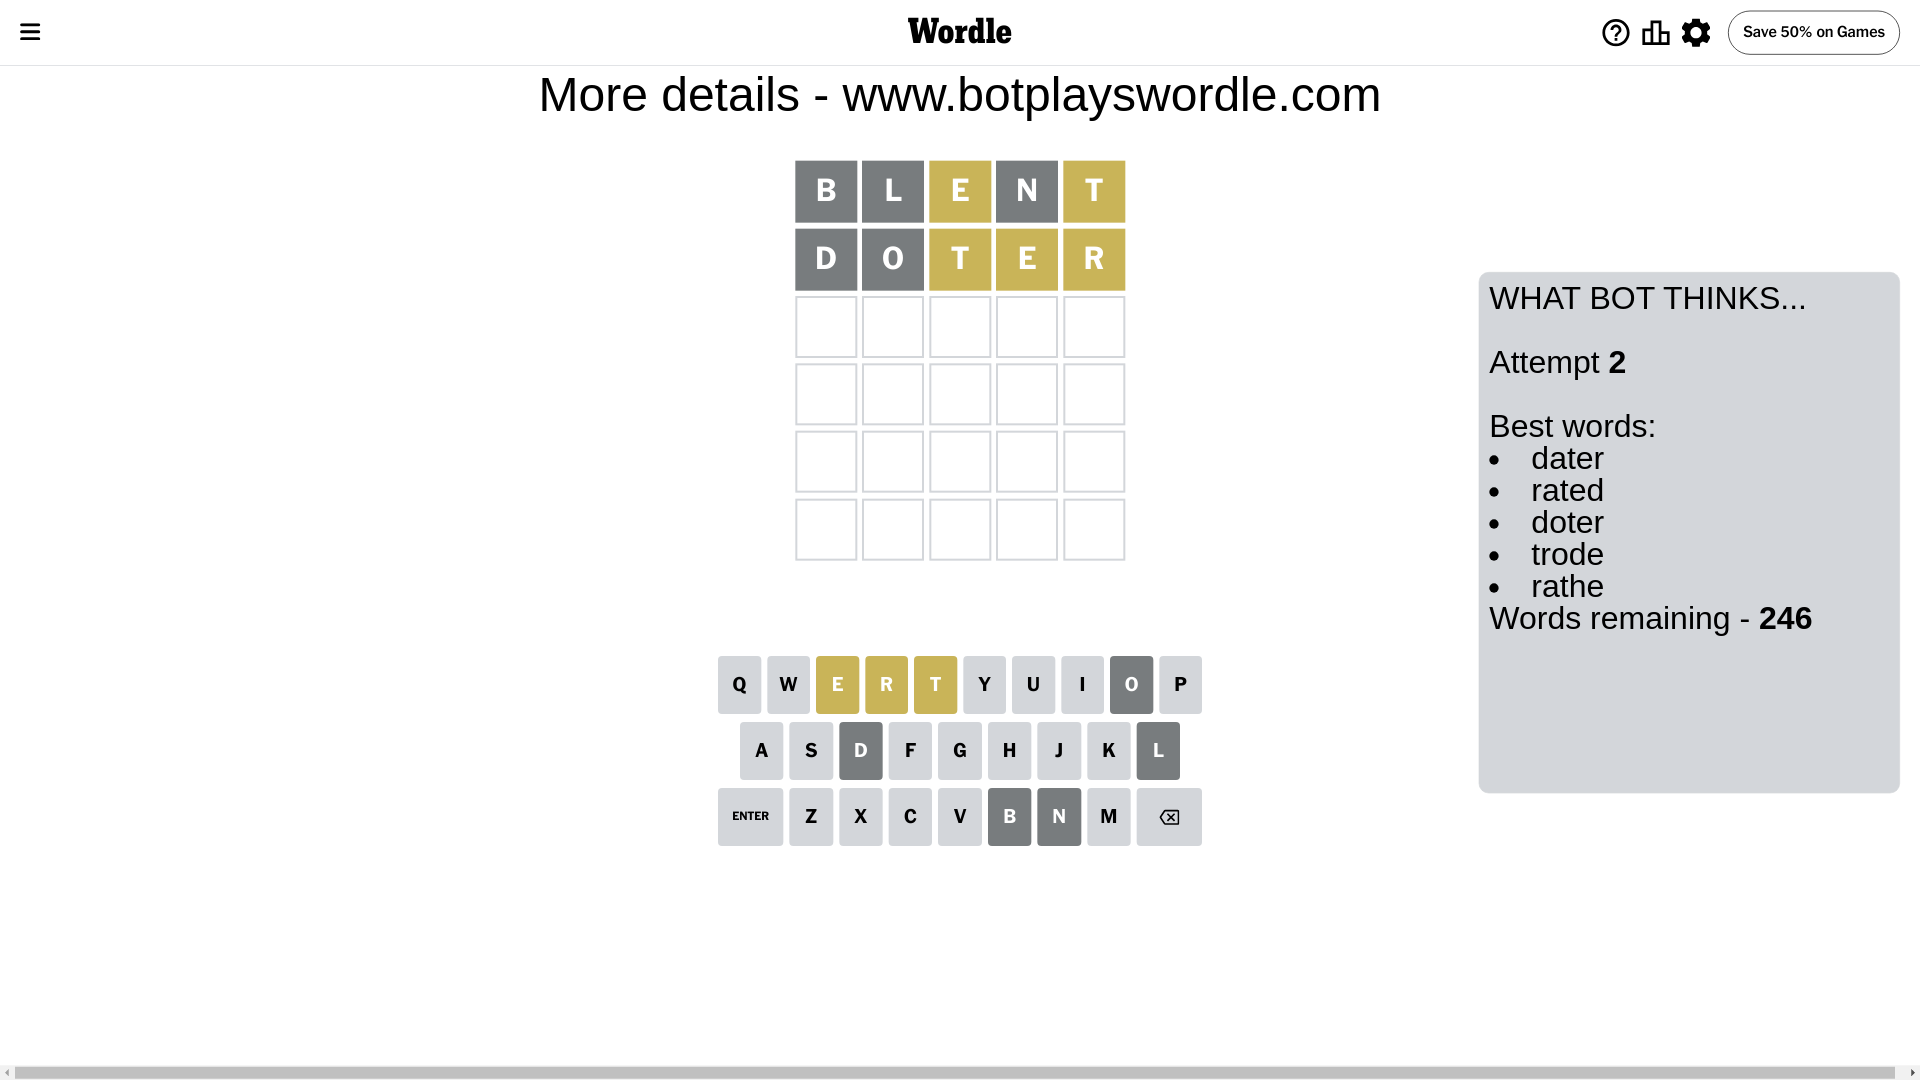 Wordle
Save 50% on Games
More details - www.botplayswordle.com
B L E N T
D O T E R
WHAT BOT THINKS...
Attempt 2
Best words:
• dater
• rated
• doter
• trode
• rathe
Words remaining - 246
Q W E R T Y U I O P
A S D F G H J K L
ENTER Z X C V B N M